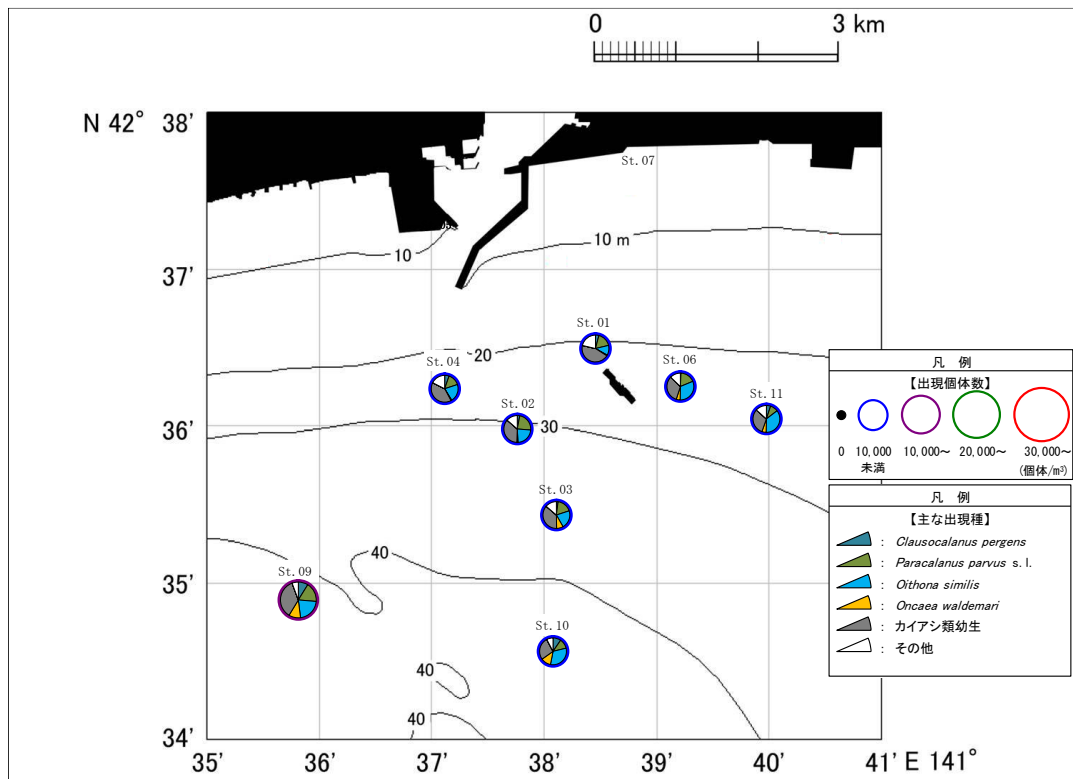 0 3 km
N 42° 38'
St.07
10 10 m
37'
St.01
20
St.04 St.06
St.11
St.02
36' 30
St.03
40
St.09
35'
St.10
40
40
34'
35' 36' 37' 38' 39' 40' 41' E 141°
凡 例
【出現個体数】
0 10,000 10,000～ 20,000～ 30,000～
未満 (個体/m³)
凡 例
【主な出現種】
: Clausocalanus pergens
: Paracalanus parvus s.l.
: Oithona similis
: Oncaea waldemari
: カイアシ類幼生
: その他